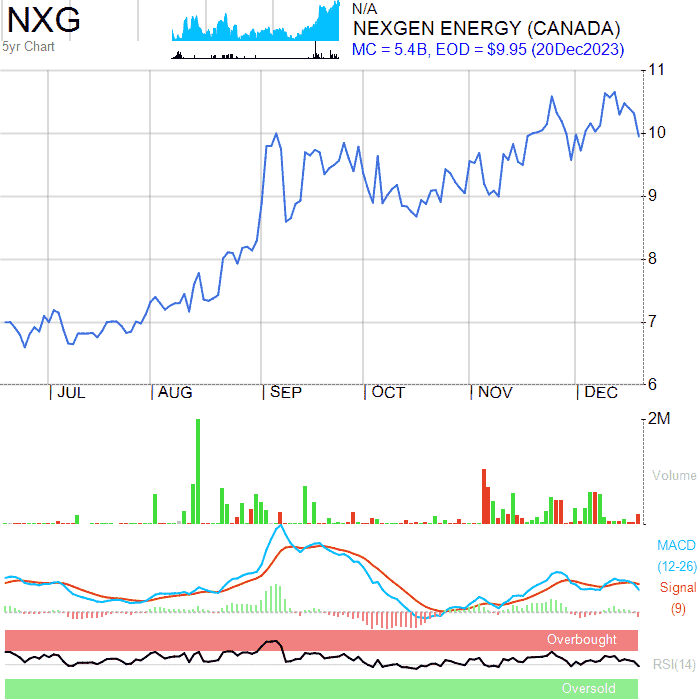 NXG
5yr Chart
N/A
NEXGEN ENERGY (CANADA)
MC = 5.4B, EOD = $9.95 (20Dec2023)
11
10
9
8
7
6
JUL AUG SEP OCT NOV DEC
2M
Volume
MACD
(12-26)
Signal
(9)
Overbought
RSI(14)
Oversold